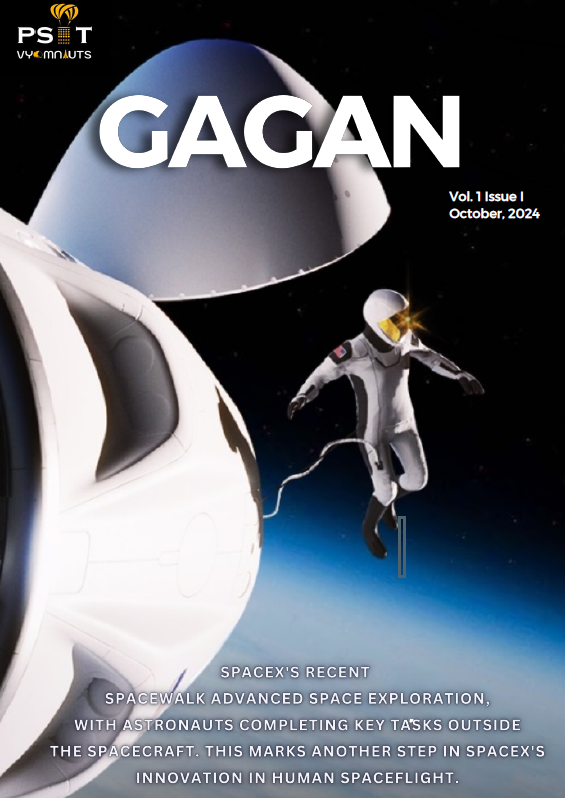 PSIT
VYOMNAUTS
GAGAN
Vol. 1 Issue I
October, 2024
SPACEX'S RECENT
SPACEWALK ADVANCED SPACE EXPLORATION,
WITH ASTRONAUTS COMPLETING KEY TASKS OUTSIDE
THE SPACECRAFT. THIS MARKS ANOTHER STEP IN SPACEX'S
INNOVATION IN HUMAN SPACEFLIGHT.